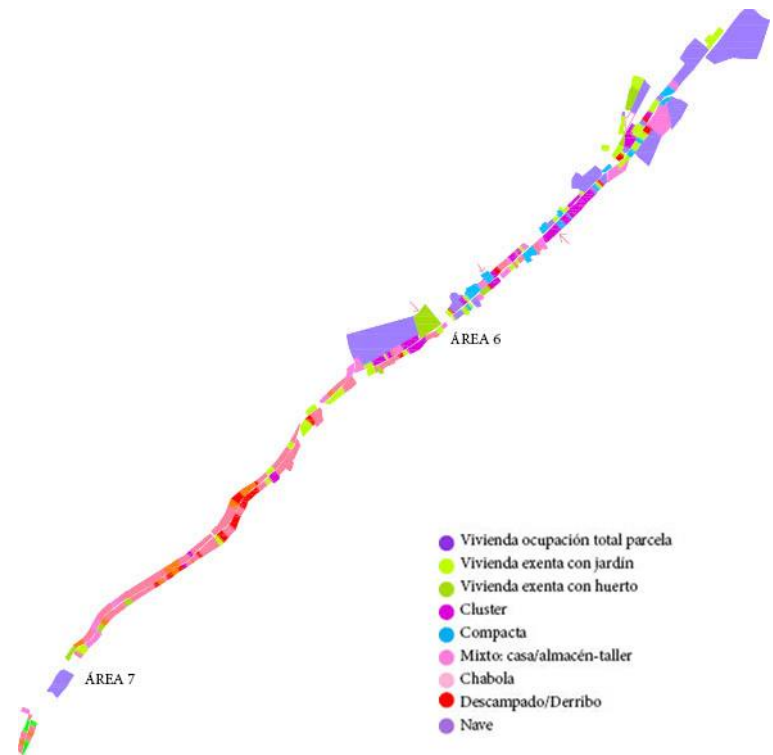 ÁREA 6
Vivienda ocupación total parcela
Vivienda exenta con jardín
Vivienda exenta con huerto
Cluster
Compacta
Mixto: casa/almacén-taller
Chabola
Descampado/Derribo
Nave
ÁREA 7